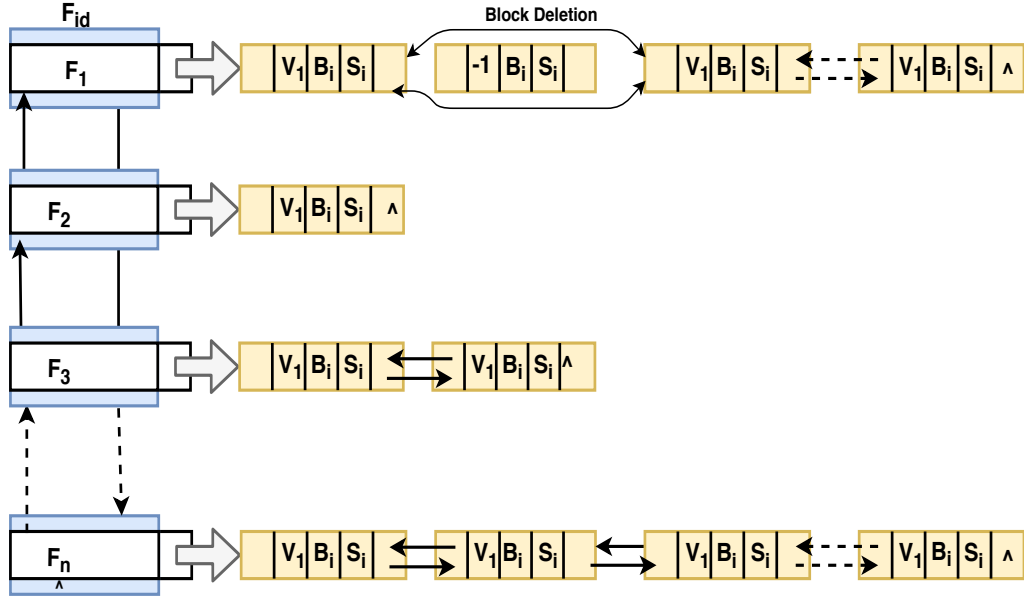 F_id Block Deletion
F_1 V_1 B_i S_i -1 B_i S_i V_1 B_i S_i V_1 B_i S_i ^
F_2 V_1 B_i S_i ^
F_3 V_1 B_i S_i V_1 B_i S_i ^
F_n V_1 B_i S_i V_1 B_i S_i V_1 B_i S_i V_1 B_i S_i ^
^